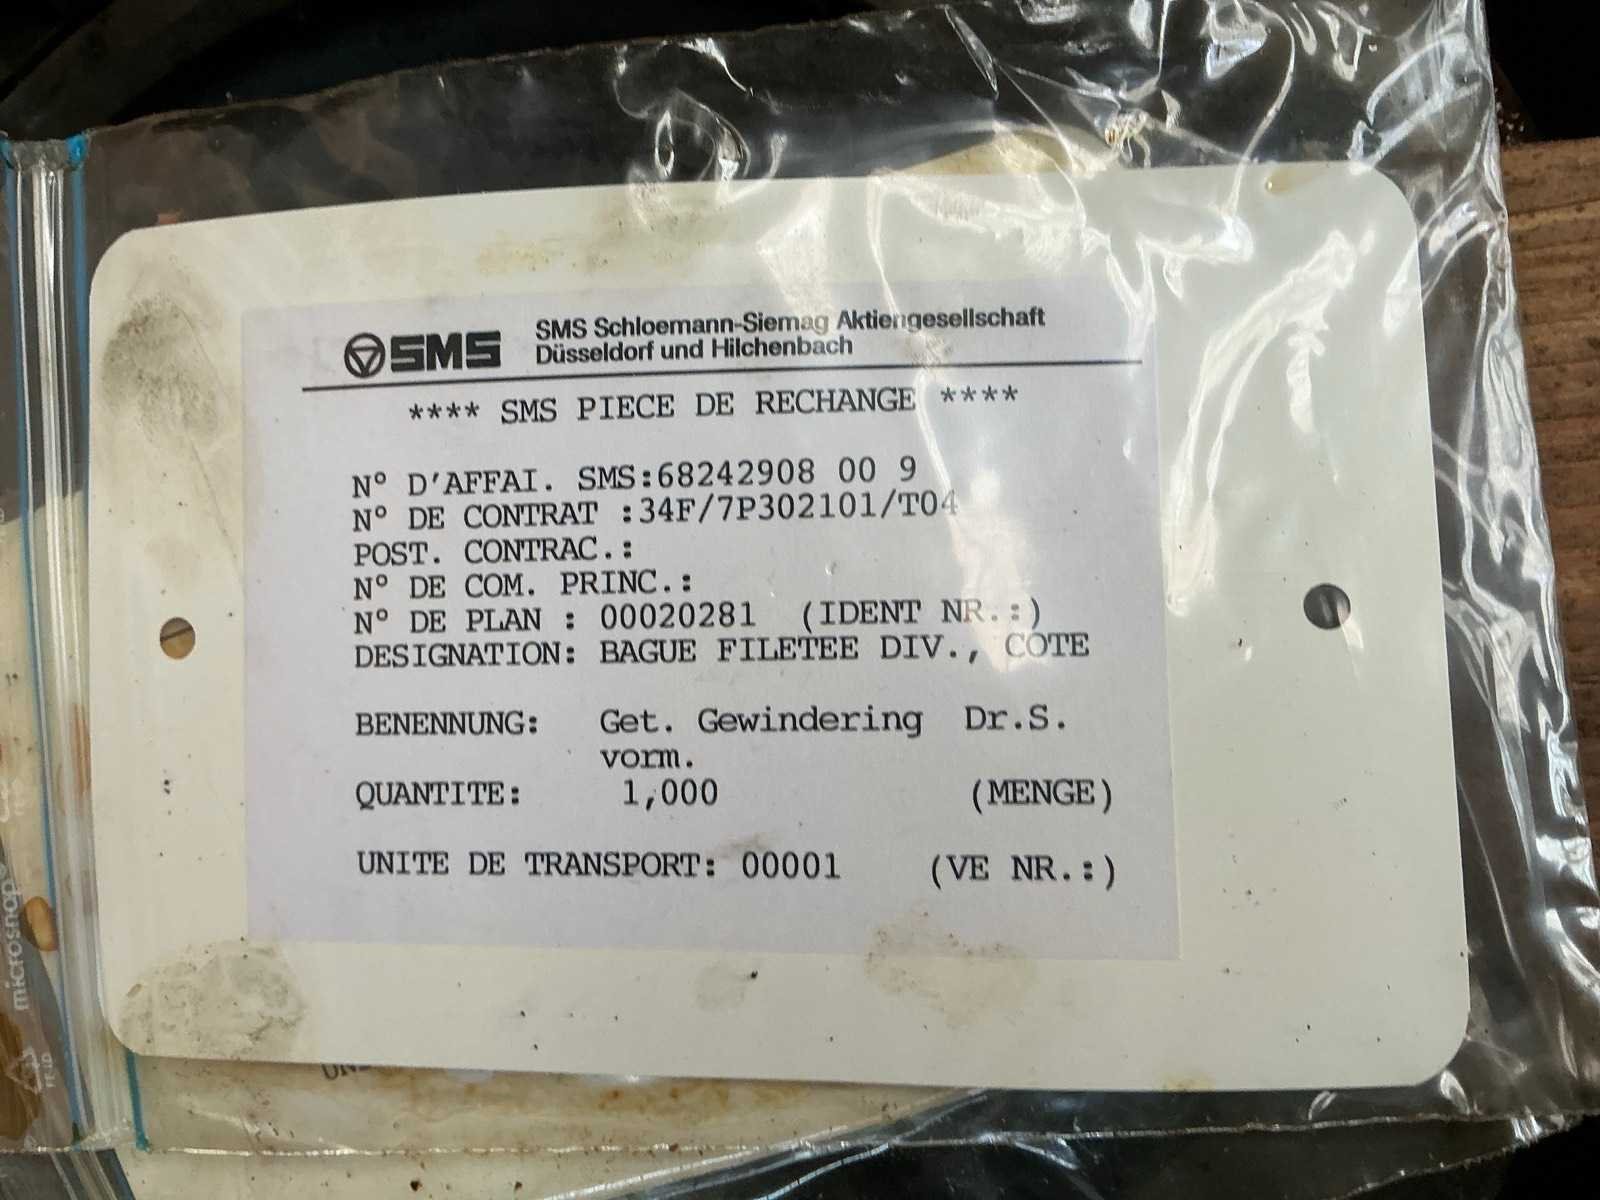 SMS
SMS Schloemann-Siemag Aktiengesellschaft
Düsseldorf und Hilchenbach
**** SMS PIECE DE RECHANGE ****
N° D'AFFAI. SMS:68242908 00 9
N° DE CONTRAT :34F/7P302101/T04
POST. CONTRAC.:
N° DE COM. PRINC.:
N° DE PLAN : 00020281 (IDENT NR.:)
DESIGNATION: BAGUE FILETEE DIV., COTE
BENENNUNG: Get. Gewindering Dr.S.
vorm.
QUANTITE: 1,000 (MENGE)
UNITE DE TRANSPORT: 00001 (VE NR.:)
microsnap